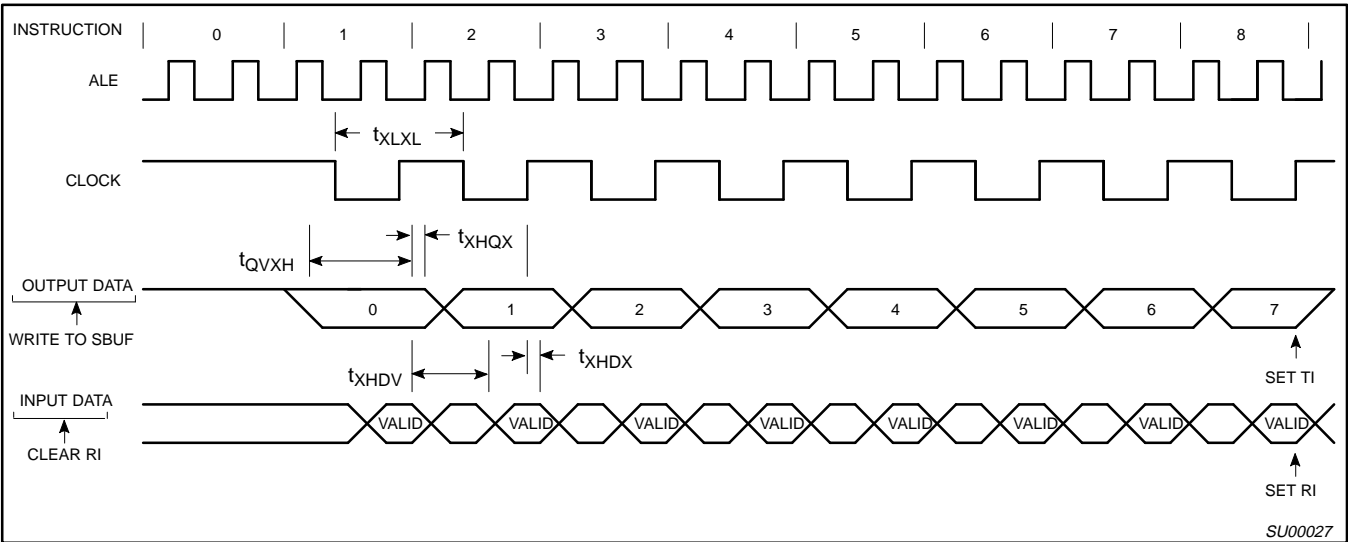 INSTRUCTION 0 1 2 3 4 5 6 7 8
ALE
tXLXL
CLOCK
tXHQX
tQVXH
OUTPUT DATA
0 1 2 3 4 5 6 7
WRITE TO SBUF
tXHDX
tXHDV
SET TI
INPUT DATA
VALID VALID VALID VALID VALID VALID VALID VALID
CLEAR RI
SET RI
SU00027